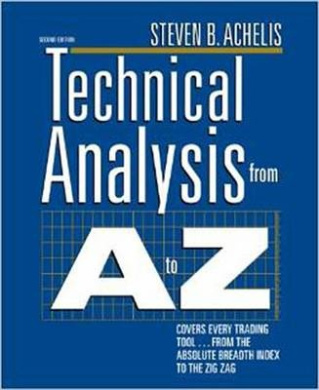 SECOND EDITION
STEVEN B. ACHELIS
Technical
Analysis from
A to Z
COVERS EVERY TRADING
TOOL . . . FROM THE
ABSOLUTE BREADTH INDEX
TO THE ZIG ZAG